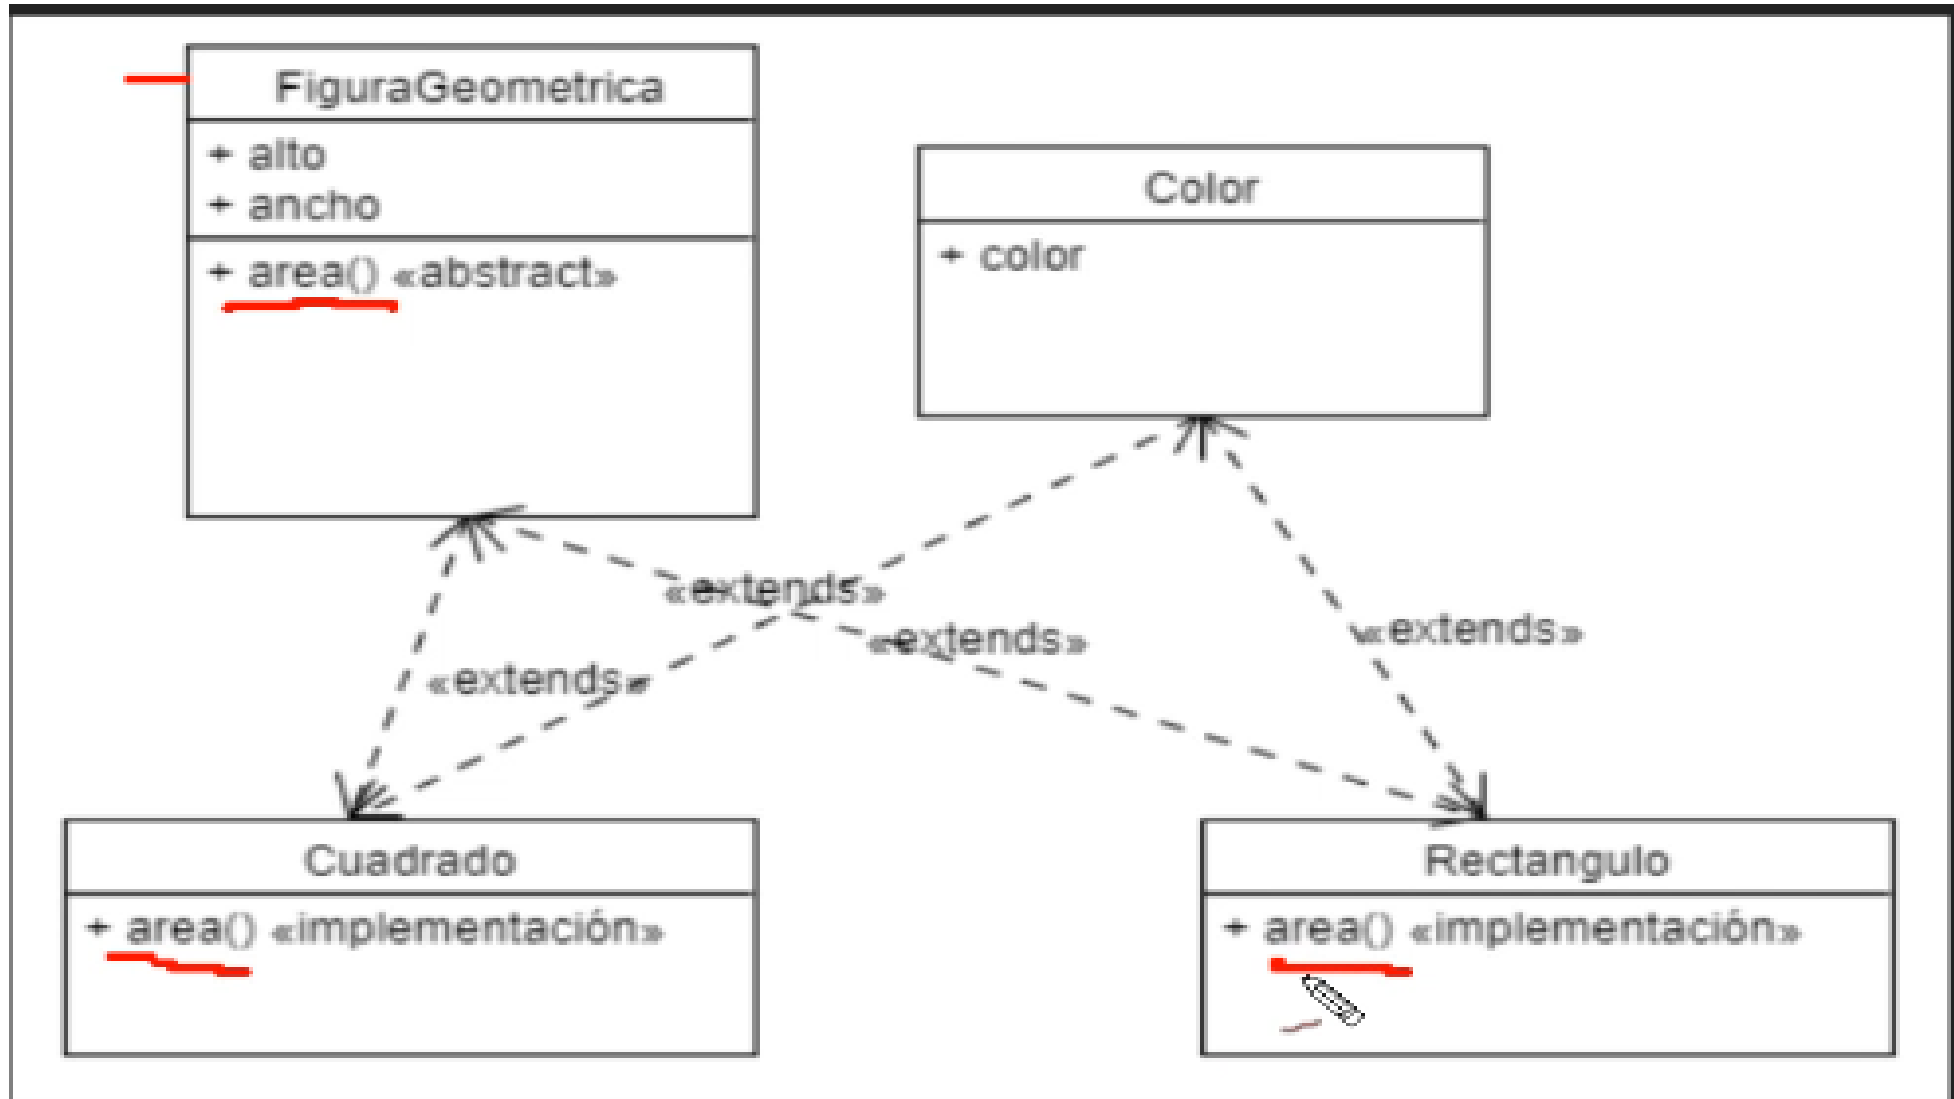 FiguraGeometrica
+ alto
+ ancho
+ area() «abstract»
Color
+ color
«extends»
«extends»
«extends»
«extends»
Cuadrado
+ area() «implementación»
Rectangulo
+ area() «implementación»